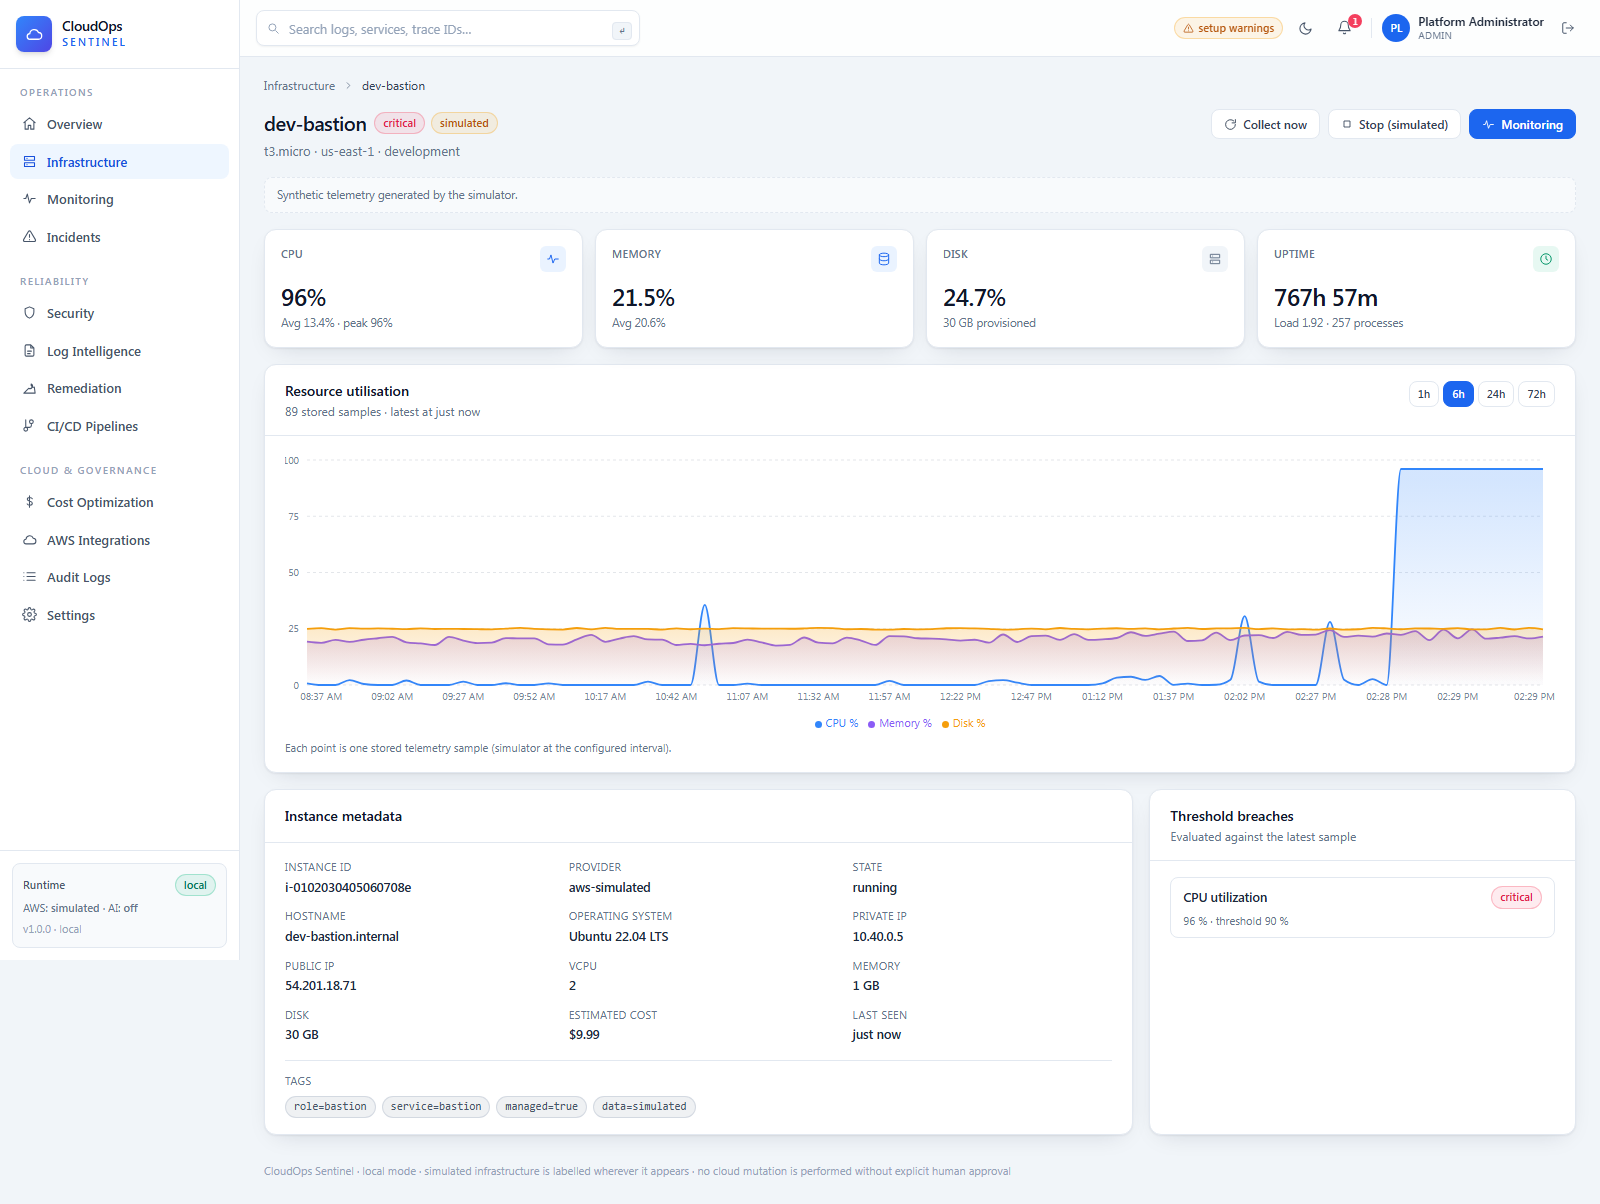 CloudOps
SENTINEL
Search logs, services, trace IDs...
↵
setup warnings
1
PL
Platform Administrator
ADMIN
OPERATIONS
Overview
Infrastructure
Monitoring
Incidents
RELIABILITY
Security
Log Intelligence
Remediation
CI/CD Pipelines
CLOUD & GOVERNANCE
Cost Optimization
AWS Integrations
Audit Logs
Settings
Runtime
local
AWS: simulated · AI: off
v1.0.0 · local
Infrastructure > dev-bastion
dev-bastion
critical
simulated
t3.micro · us-east-1 · development
Collect now
Stop (simulated)
Monitoring
Synthetic telemetry generated by the simulator.
CPU
96%
Avg 13.4% · peak 96%
MEMORY
21.5%
Avg 20.6%
DISK
24.7%
30 GB provisioned
UPTIME
767h 57m
Load 1.92 · 257 processes
Resource utilisation
89 stored samples · latest at just now
1h
6h
24h
72h
100
75
50
25
0
08:37 AM 09:02 AM 09:27 AM 09:52 AM 10:17 AM 10:42 AM 11:07 AM 11:32 AM 11:57 AM 12:22 PM 12:47 PM 01:12 PM 01:37 PM 02:02 PM 02:27 PM 02:28 PM 02:29 PM 02:29 PM
CPU % Memory % Disk %
Each point is one stored telemetry sample (simulator at the configured interval).
Instance metadata
INSTANCE ID
i-0102030405060708e
PROVIDER
aws-simulated
STATE
running
HOSTNAME
dev-bastion.internal
OPERATING SYSTEM
Ubuntu 22.04 LTS
PRIVATE IP
10.40.0.5
PUBLIC IP
54.201.18.71
VCPU
2
MEMORY
1 GB
DISK
30 GB
ESTIMATED COST
$9.99
LAST SEEN
just now
TAGS
role=bastion
service=bastion
managed=true
data=simulated
Threshold breaches
Evaluated against the latest sample
CPU utilization
critical
96 % · threshold 90 %
CloudOps Sentinel · local mode · simulated infrastructure is labelled wherever it appears · no cloud mutation is performed without explicit human approval